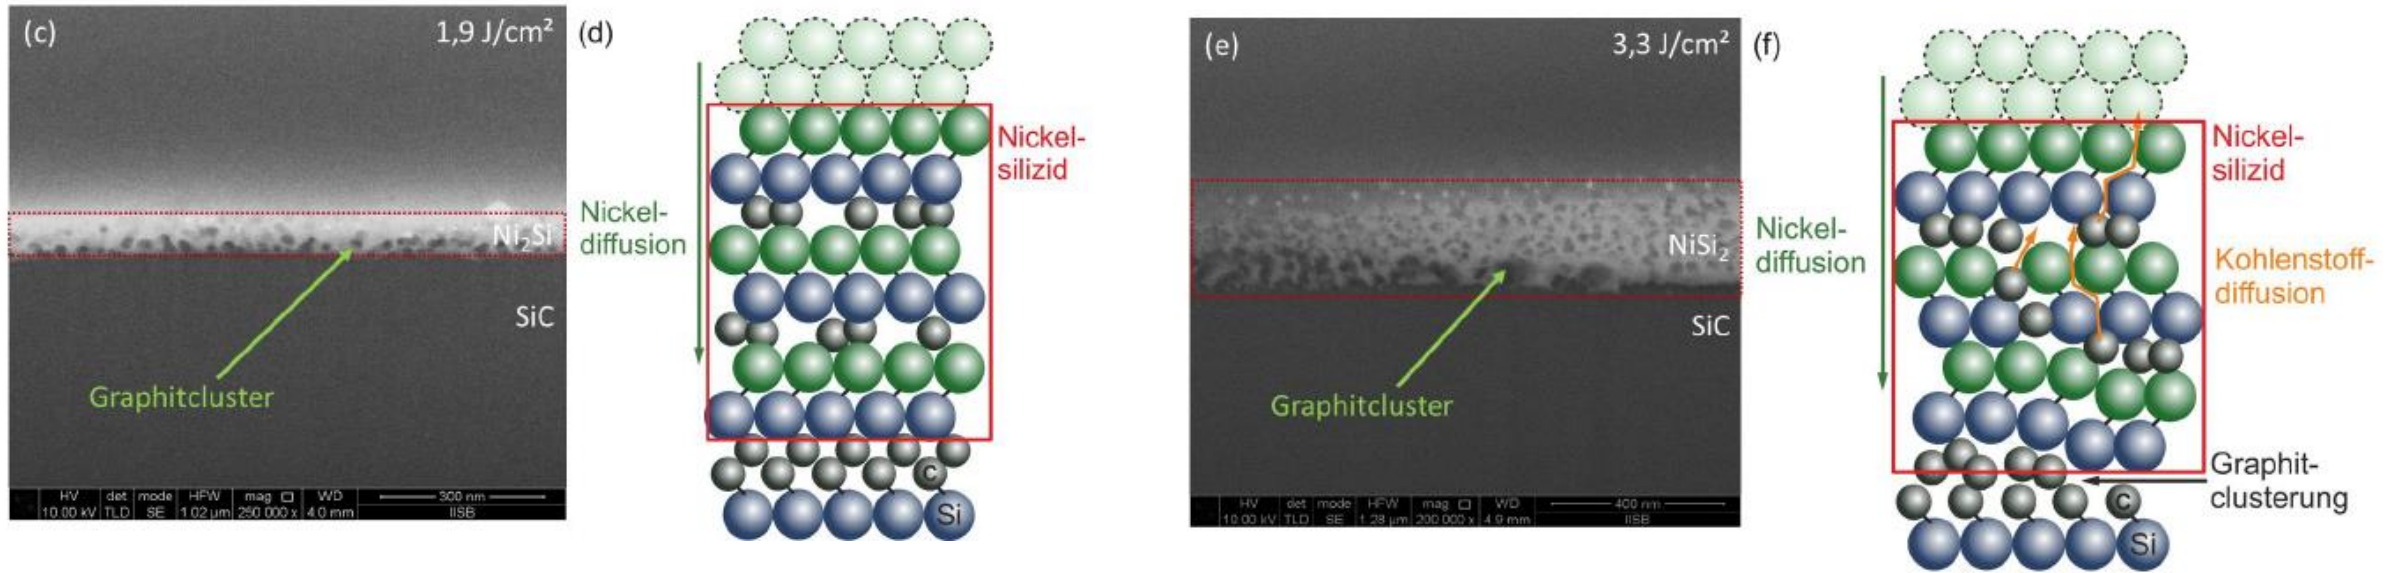 (c)
1,9 J/cm²
Ni₂Si
SiC
Graphitcluster
HV det mode HFW mag WD 300 nm
10.00 kV TLD SE 1.02 µm 250 000 x 4.0 mm IISB
(d)
Nickel-
silizid
Nickel-
diffusion
C
Si
(e)
3,3 J/cm²
NiSi₂
SiC
Graphitcluster
HV det mode HFW mag WD 400 nm
10.00 kV TLD SE 1.28 µm 200 000 x 4.9 mm IISB
(f)
Nickel-
silizid
Nickel-
diffusion
Kohlenstoff-
diffusion
Graphit-
clusterung
C
Si